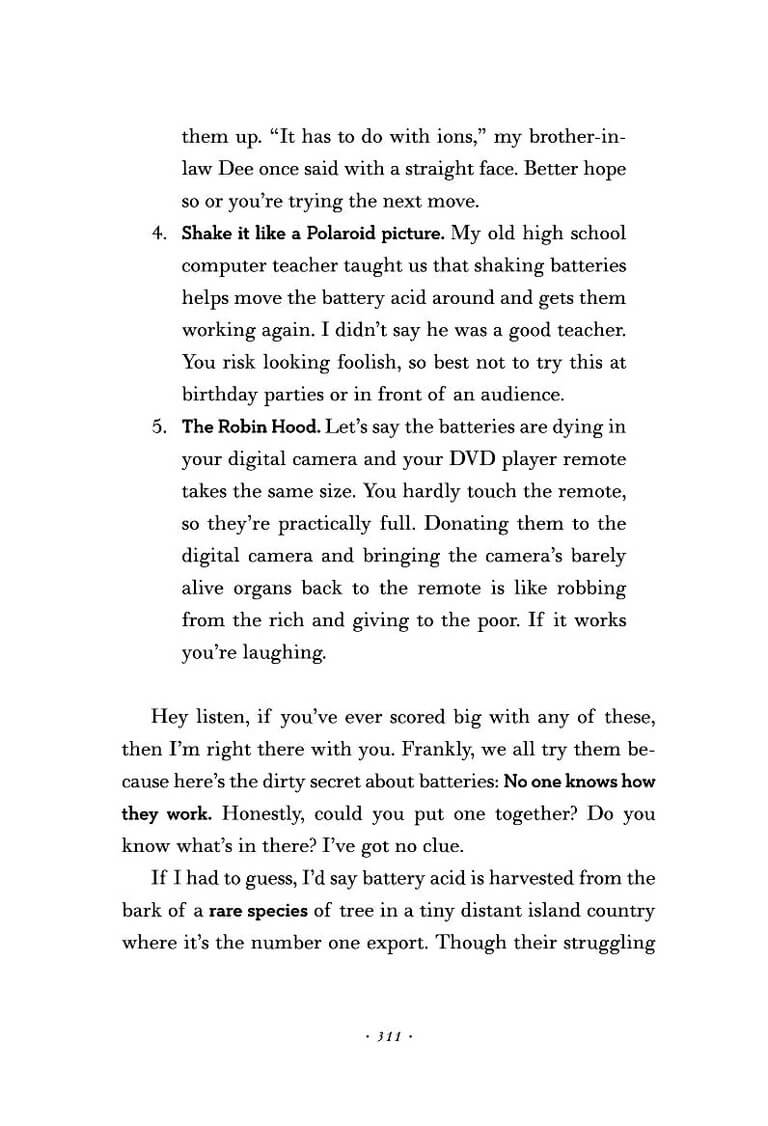 them up. “It has to do with ions,” my brother-in-
law Dee once said with a straight face. Better hope
so or you’re trying the next move.
4. Shake it like a Polaroid picture. My old high school
computer teacher taught us that shaking batteries
helps move the battery acid around and gets them
working again. I didn’t say he was a good teacher.
You risk looking foolish, so best not to try this at
birthday parties or in front of an audience.
5. The Robin Hood. Let’s say the batteries are dying in
your digital camera and your DVD player remote
takes the same size. You hardly touch the remote,
so they’re practically full. Donating them to the
digital camera and bringing the camera’s barely
alive organs back to the remote is like robbing
from the rich and giving to the poor. If it works
you’re laughing.
Hey listen, if you’ve ever scored big with any of these,
then I’m right there with you. Frankly, we all try them be-
cause here’s the dirty secret about batteries: No one knows how
they work. Honestly, could you put one together? Do you
know what’s in there? I’ve got no clue.
If I had to guess, I’d say battery acid is harvested from the
bark of a rare species of tree in a tiny distant island country
where it’s the number one export. Though their struggling
· 311 ·